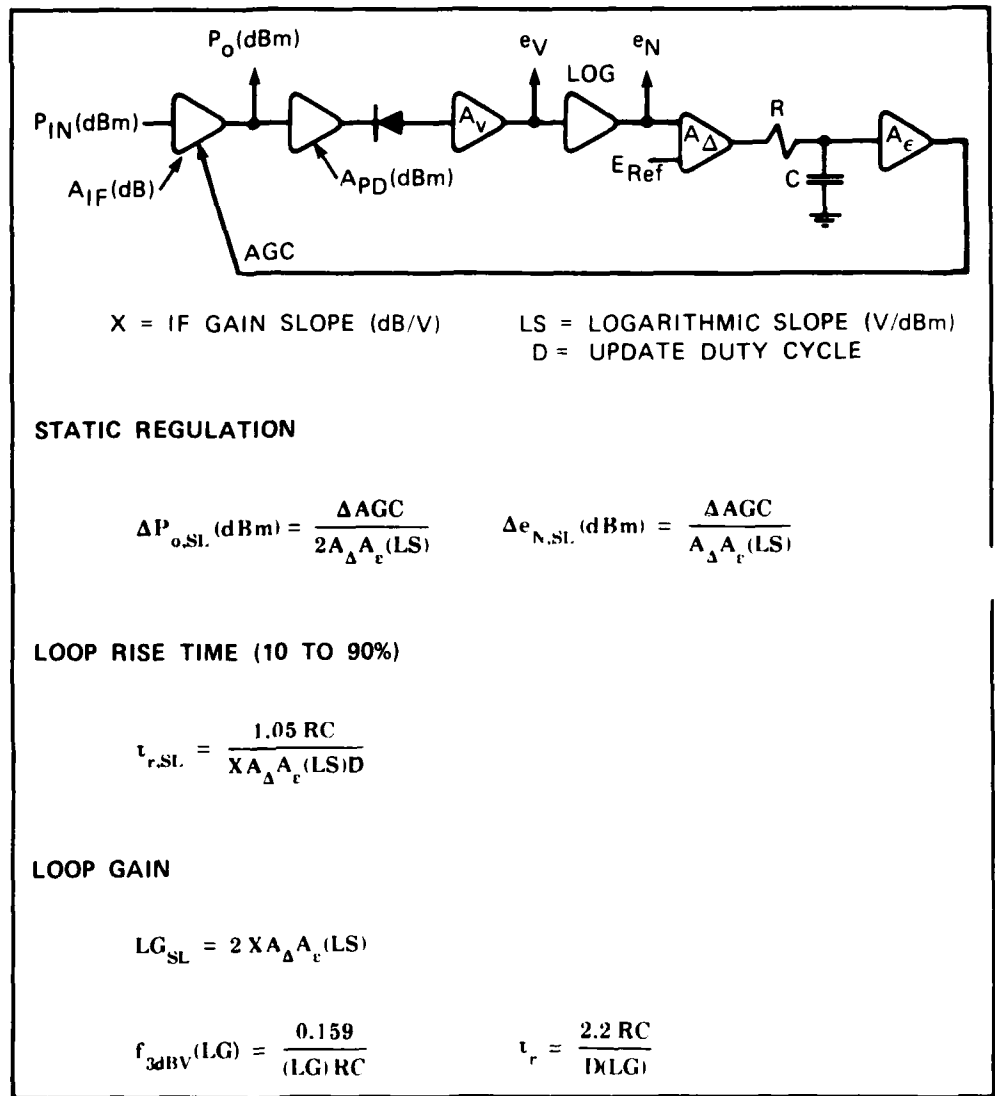 P_o(dBm)
e_V
e_N
LOG
P_IN(dBm)
A_V
A_Δ
R
A_ε
E_Ref
C
A_IF(dB)
A_PD(dBm)
AGC
X = IF GAIN SLOPE (dB/V)
LS = LOGARITHMIC SLOPE (V/dBm)
D = UPDATE DUTY CYCLE
STATIC REGULATION
ΔP_o,SL (dBm) = ΔAGC / 2A_Δ A_ε (LS)
Δe_N,SL (dBm) = ΔAGC / A_Δ A_ε (LS)
LOOP RISE TIME (10 TO 90%)
t_r,SL = 1.05 RC / XA_Δ A_ε (LS)D
LOOP GAIN
LG_SL = 2 XA_Δ A_ε (LS)
f_3dBV (LG) = 0.159 / (LG) RC
t_r = 2.2 RC / D(LG)